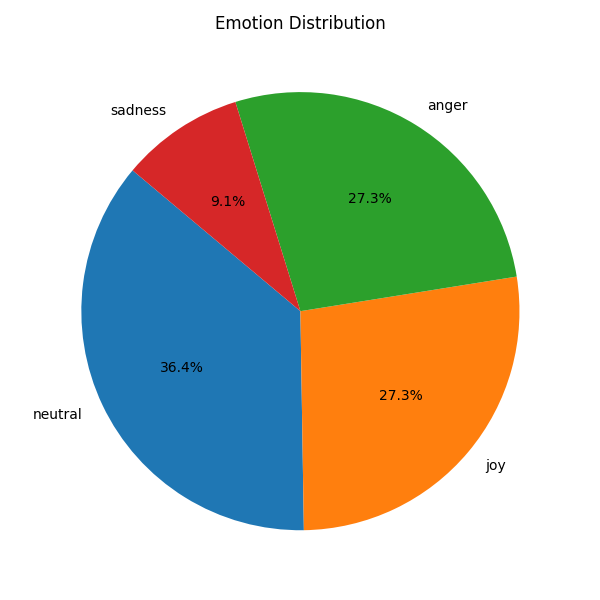 Emotion Distribution
sadness
anger
9.1%
27.3%
36.4%
27.3%
neutral
joy